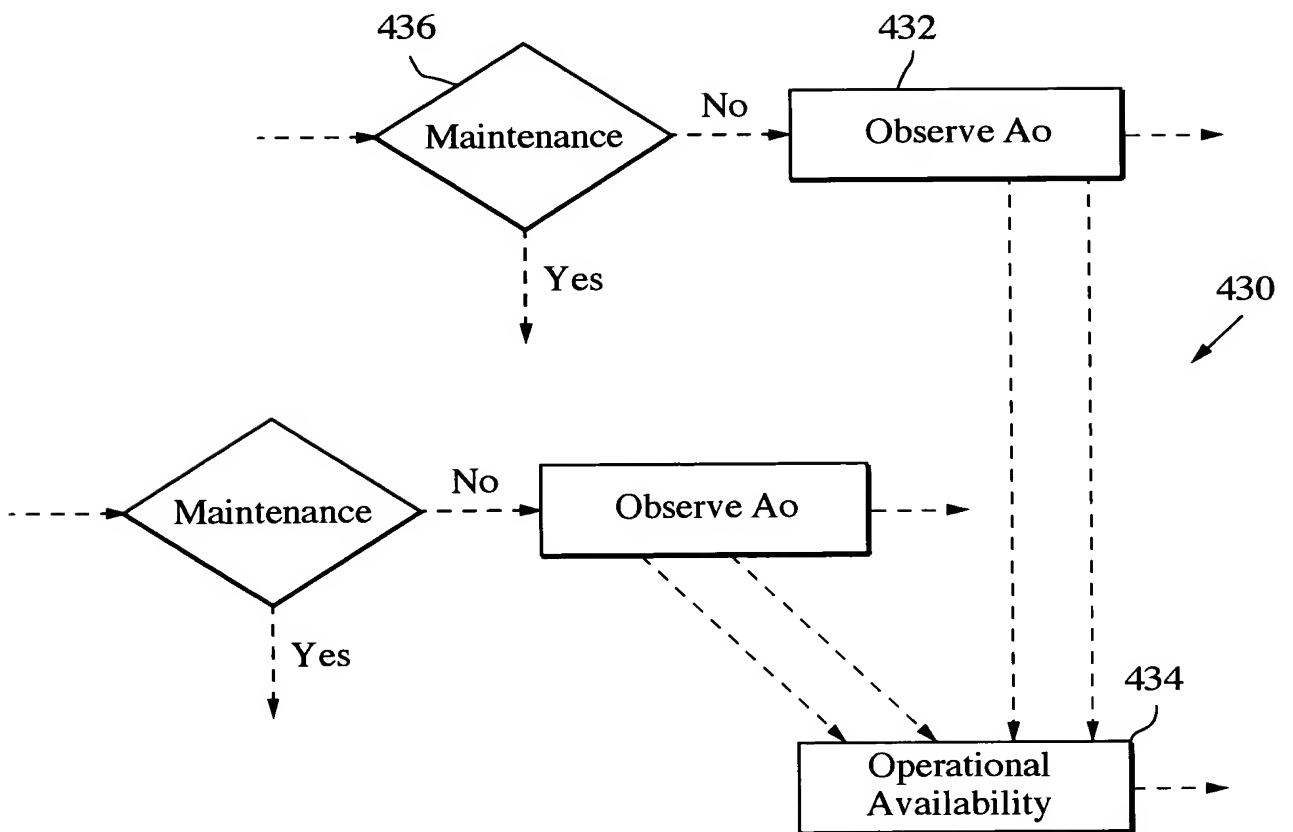 436
432
Maintenance
No
Observe Ao
Yes
430
Maintenance
No
Observe Ao
Yes
434
Operational
Availability